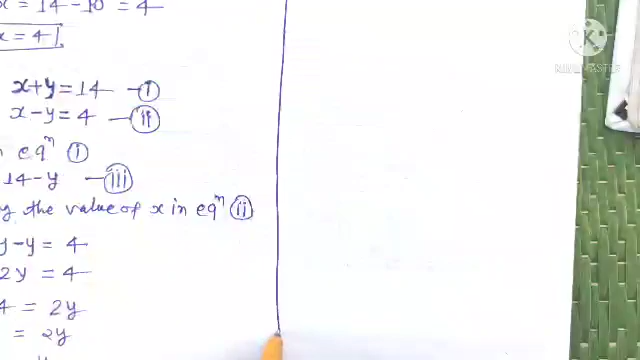 x = 14 - 10 = 4
x = 4
x+y = 14 — (i)
x - y = 4 — (ii)
eqⁿ (i)
14 - y — (iii)
the value of x in eqⁿ (ii)
y - y = 4
2y = 4
4 = 2y
= 2y